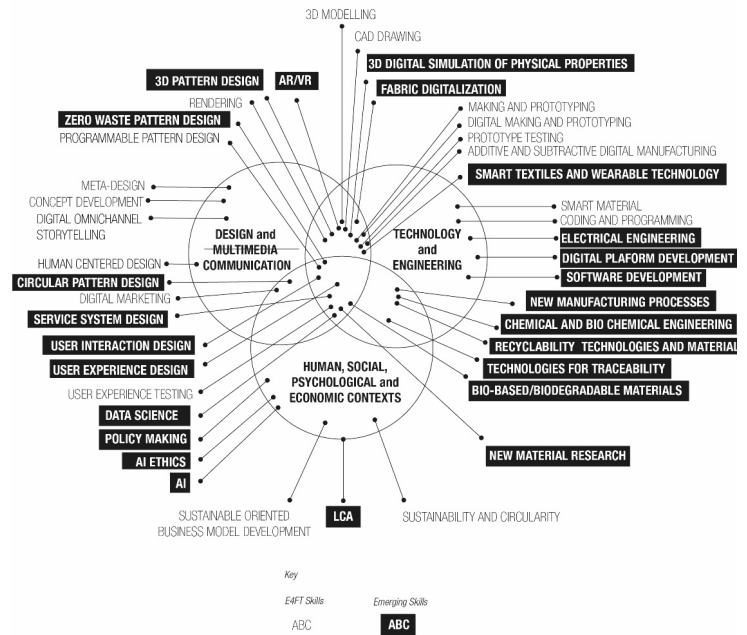 3D MODELLING
CAD DRAWING
3D DIGITAL SIMULATION OF PHYSICAL PROPERTIES
3D PATTERN DESIGN
AR/VR
FABRIC DIGITALIZATION
RENDERING
MAKING AND PROTOTYPING
ZERO WASTE PATTERN DESIGN
DIGITAL MAKING AND PROTOTYPING
PROGRAMMABLE PATTERN DESIGN
PROTOTYPE TESTING
ADDITIVE AND SUBTRACTIVE DIGITAL MANUFACTURING
SMART TEXTILES AND WEARABLE TECHNOLOGY
META-DESIGN
CONCEPT DEVELOPMENT
DIGITAL OMNICHANNEL
STORYTELLING
SMART MATERIAL
CODING AND PROGRAMMING
DESIGN and
MULTIMEDIA
COMMUNICATION
TECHNOLOGY
and
ENGINEERING
ELECTRICAL ENGINEERING
DIGITAL PLAFORM DEVELOPMENT
SOFTWARE DEVELOPMENT
HUMAN CENTERED DESIGN
CIRCULAR PATTERN DESIGN
DIGITAL MARKETING
SERVICE SYSTEM DESIGN
NEW MANUFACTURING PROCESSES
CHEMICAL AND BIO CHEMICAL ENGINEERING
USER INTERACTION DESIGN
RECYCLABILITY TECHNOLOGIES AND MATERIAL
USER EXPERIENCE DESIGN
HUMAN, SOCIAL,
PSYCHOLOGICAL and
ECONOMIC CONTEXTS
TECHNOLOGIES FOR TRACEABILITY
USER EXPERIENCE TESTING
BIO-BASED/BIODEGRADABLE MATERIALS
DATA SCIENCE
POLICY MAKING
AI ETHICS
NEW MATERIAL RESEARCH
AI
SUSTAINABLE ORIENTED
BUSINESS MODEL DEVELOPMENT
LCA
SUSTAINABILITY AND CIRCULARITY
Key
E4FT Skills
Emerging Skills
ABC
ABC